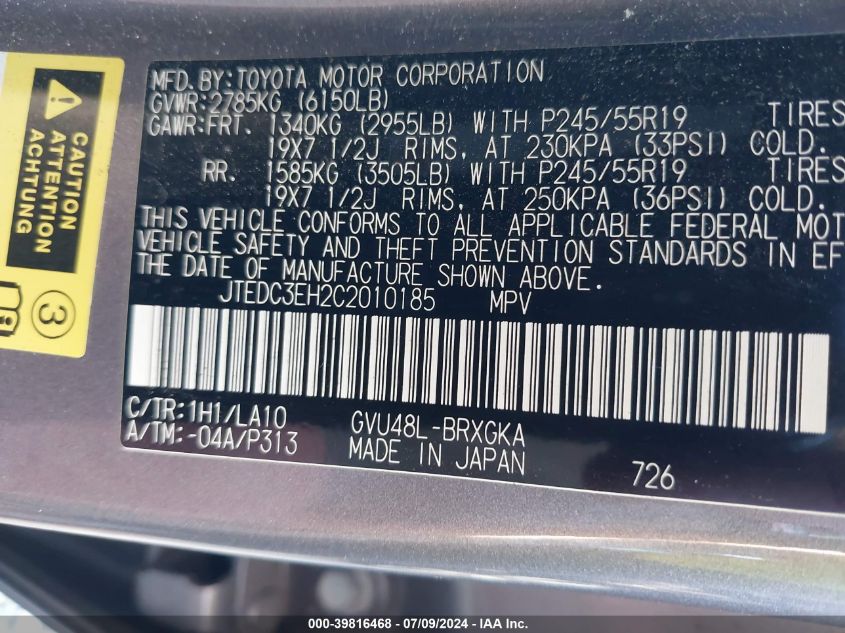 MFD. BY: TOYOTA MOTOR CORPORATION
GVWR: 2785KG (6150LB)
GAWR: FRT. 1340KG (2955LB) WITH P245/55R19 TIRES
19X7 1/2J RIMS, AT 230KPA (33PSI) COLD.
RR. 1585KG (3505LB) WITH P245/55R19 TIRES
19X7 1/2J RIMS, AT 250KPA (36PSI) COLD.
THIS VEHICLE CONFORMS TO ALL APPLICABLE FEDERAL MOT
VEHICLE SAFETY AND THEFT PREVENTION STANDARDS IN EF
THE DATE OF MANUFACTURE SHOWN ABOVE.
JTEDC3EH2C2010185 MPV
C/TR: 1H1/LA10 GVU48L-BRXGKA
A/TM: -04A/P313 MADE IN JAPAN
726
CAUTION
ATTENTION
ACHTUNG
3
000-39816468 - 07/09/2024 - IAA Inc.